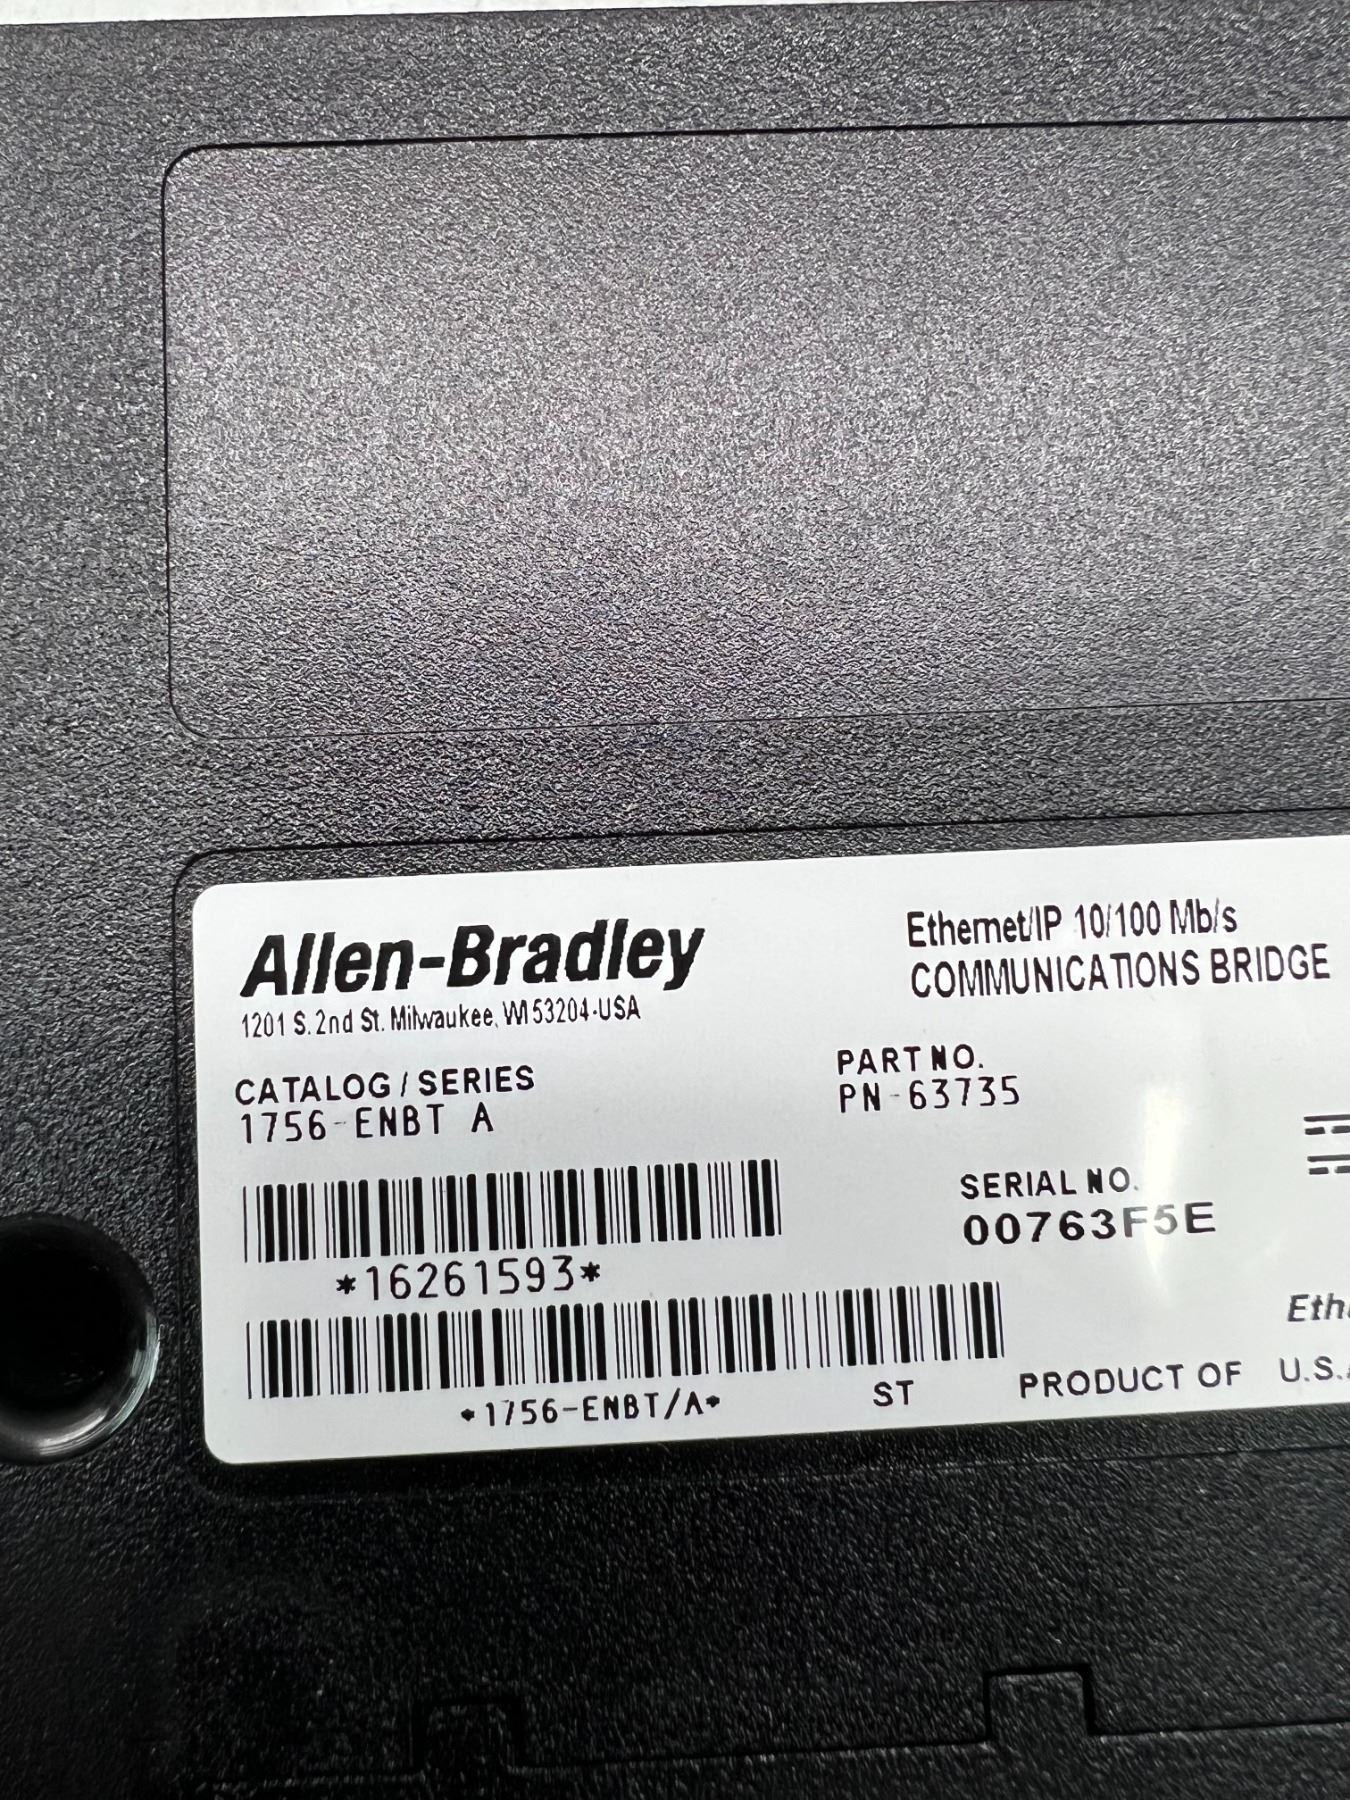 Allen-Bradley
1201 S. 2nd St. Milwaukee, WI 53204-USA
Ethernet/IP 10/100 Mb/s
COMMUNICATIONS BRIDGE
CATALOG / SERIES
1756-ENBT A
PART NO.
PN-63735
*16261593*
SERIAL NO.
00763F5E
*1756-ENBT/A*
ST
PRODUCT OF U.S.